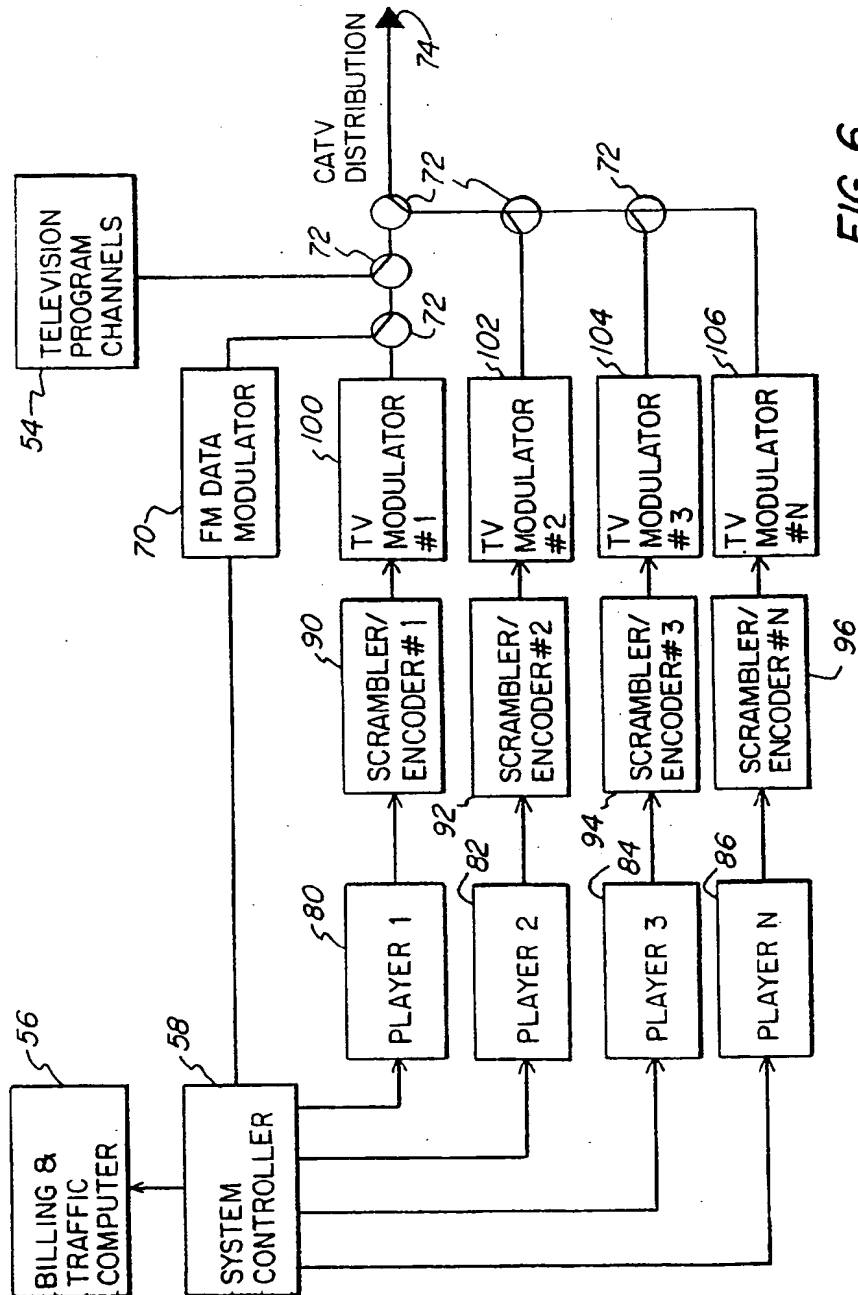 54
TELEVISION
PROGRAM
CHANNELS
CATV
DISTRIBUTION
74
72
72
72
72
70
FM DATA
MODULATOR
56
BILLING &
TRAFFIC
COMPUTER
58
SYSTEM
CONTROLLER
80
PLAYER 1
90
SCRAMBLER/
ENCODER#1
100
TV
MODULATOR
#1
82
PLAYER 2
92
SCRAMBLER/
ENCODER#2
102
TV
MODULATOR
#2
84
PLAYER 3
94
SCRAMBLER/
ENCODER#3
104
TV
MODULATOR
#3
86
PLAYER N
96
SCRAMBLER/
ENCODER#N
106
TV
MODULATOR
#N
FIG. 6